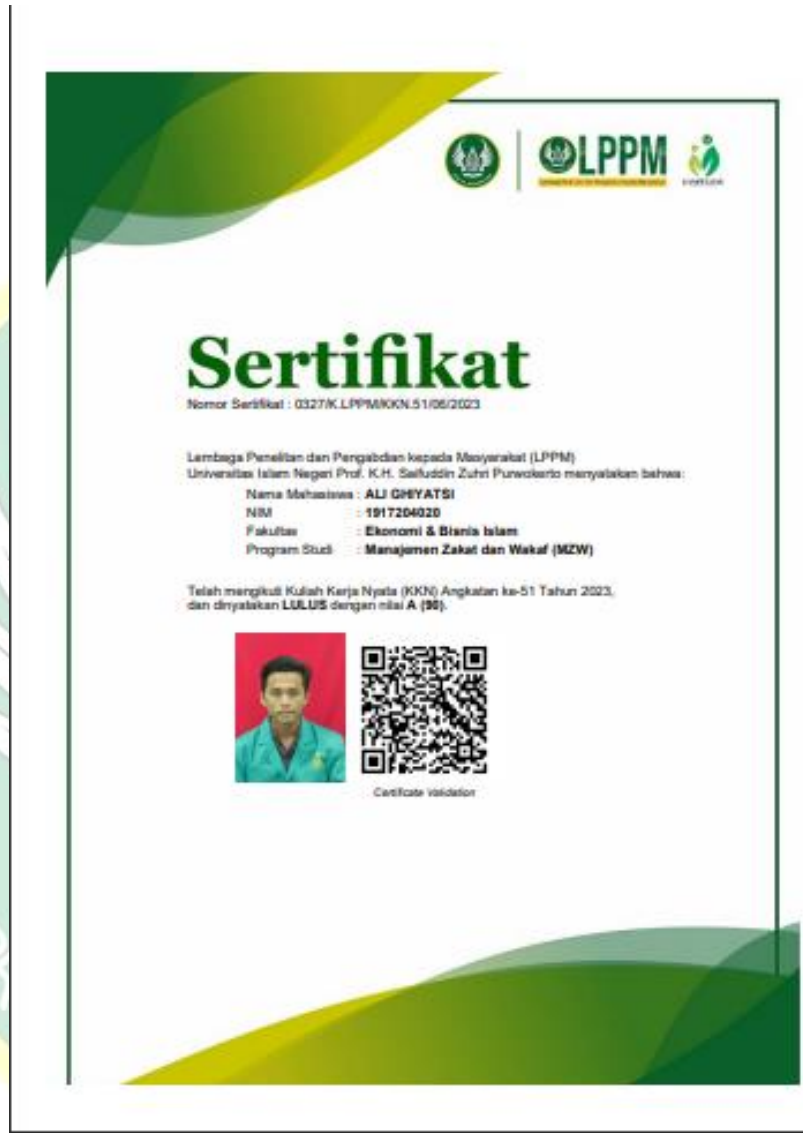 LPPM
Sertifikat
Nomor Sertifikat : 0327/K.LPPM/KKN.51/06/2023
Lembaga Penelitian dan Pengabdian kepada Masyarakat (LPPM)
Universitas Islam Negeri Prof. K.H. Saifuddin Zuhri Purwokerto menyatakan bahwa:
Nama Mahasiswa : ALI GHIYATSI
NIM : 1917204020
Fakultas : Ekonomi & Bisnis Islam
Program Studi : Manajemen Zakat dan Wakaf (MZW)
Telah mengikuti Kuliah Kerja Nyata (KKN) Angkatan ke-51 Tahun 2023,
dan dinyatakan LULUS dengan nilai A (90).
Certificate Validation